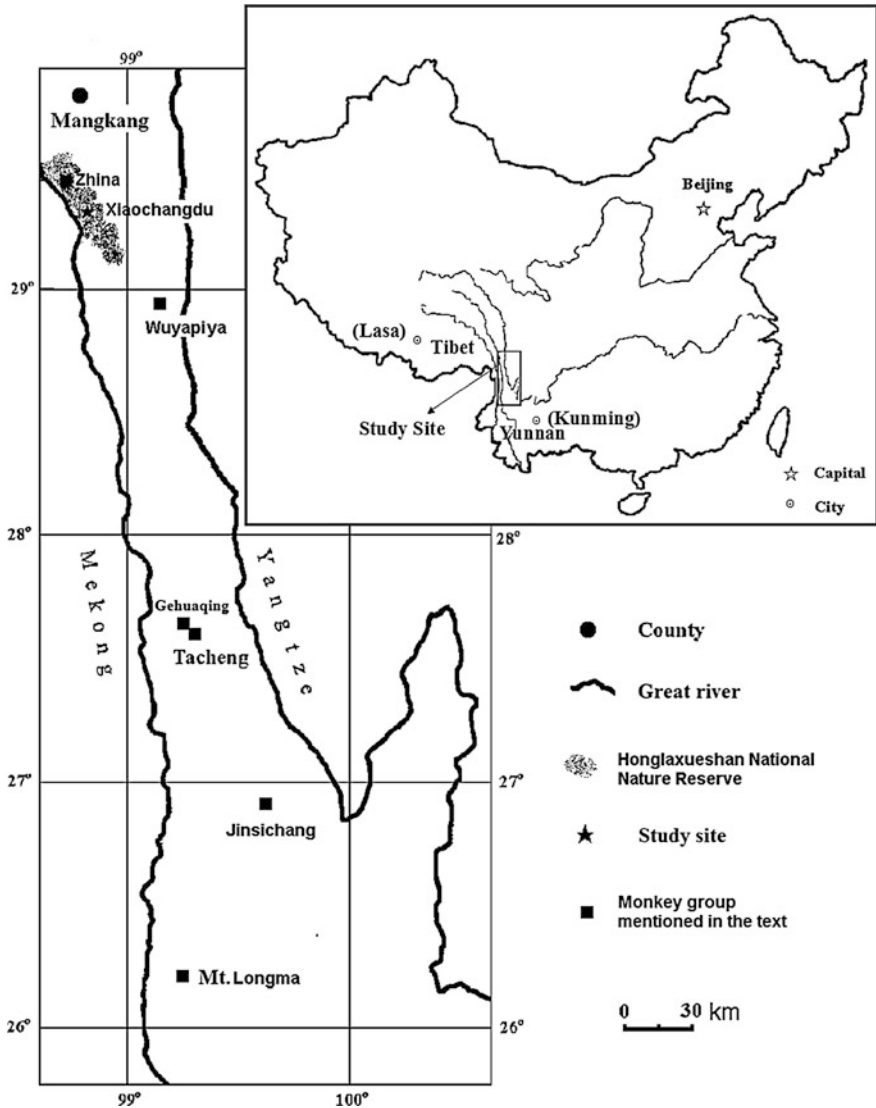 99°
Mangkang
Zhina
Xiaochangdu
29°
Wuyapiya
28°
28°
Mekong
Yangtze
Gehuaqing
Tacheng
27°
27°
Jinsichang
Mt. Longma
26°
26°
99°
100°
Beijing
(Lasa)
Tibet
Study Site
(Kunming)
Yunnan
Capital
City
County
Great river
Honglaxueshan National
Nature Reserve
Study site
Monkey group
mentioned in the text
0 30 km